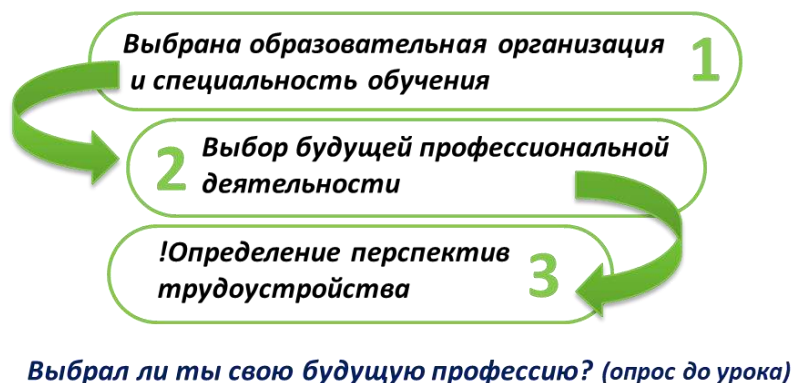 Выбрана образовательная организация
и специальность обучения
1
2
Выбор будущей профессиональной
деятельности
!Определение перспектив
трудоустройства
3
Выбрал ли ты свою будущую профессию? (опрос до урока)